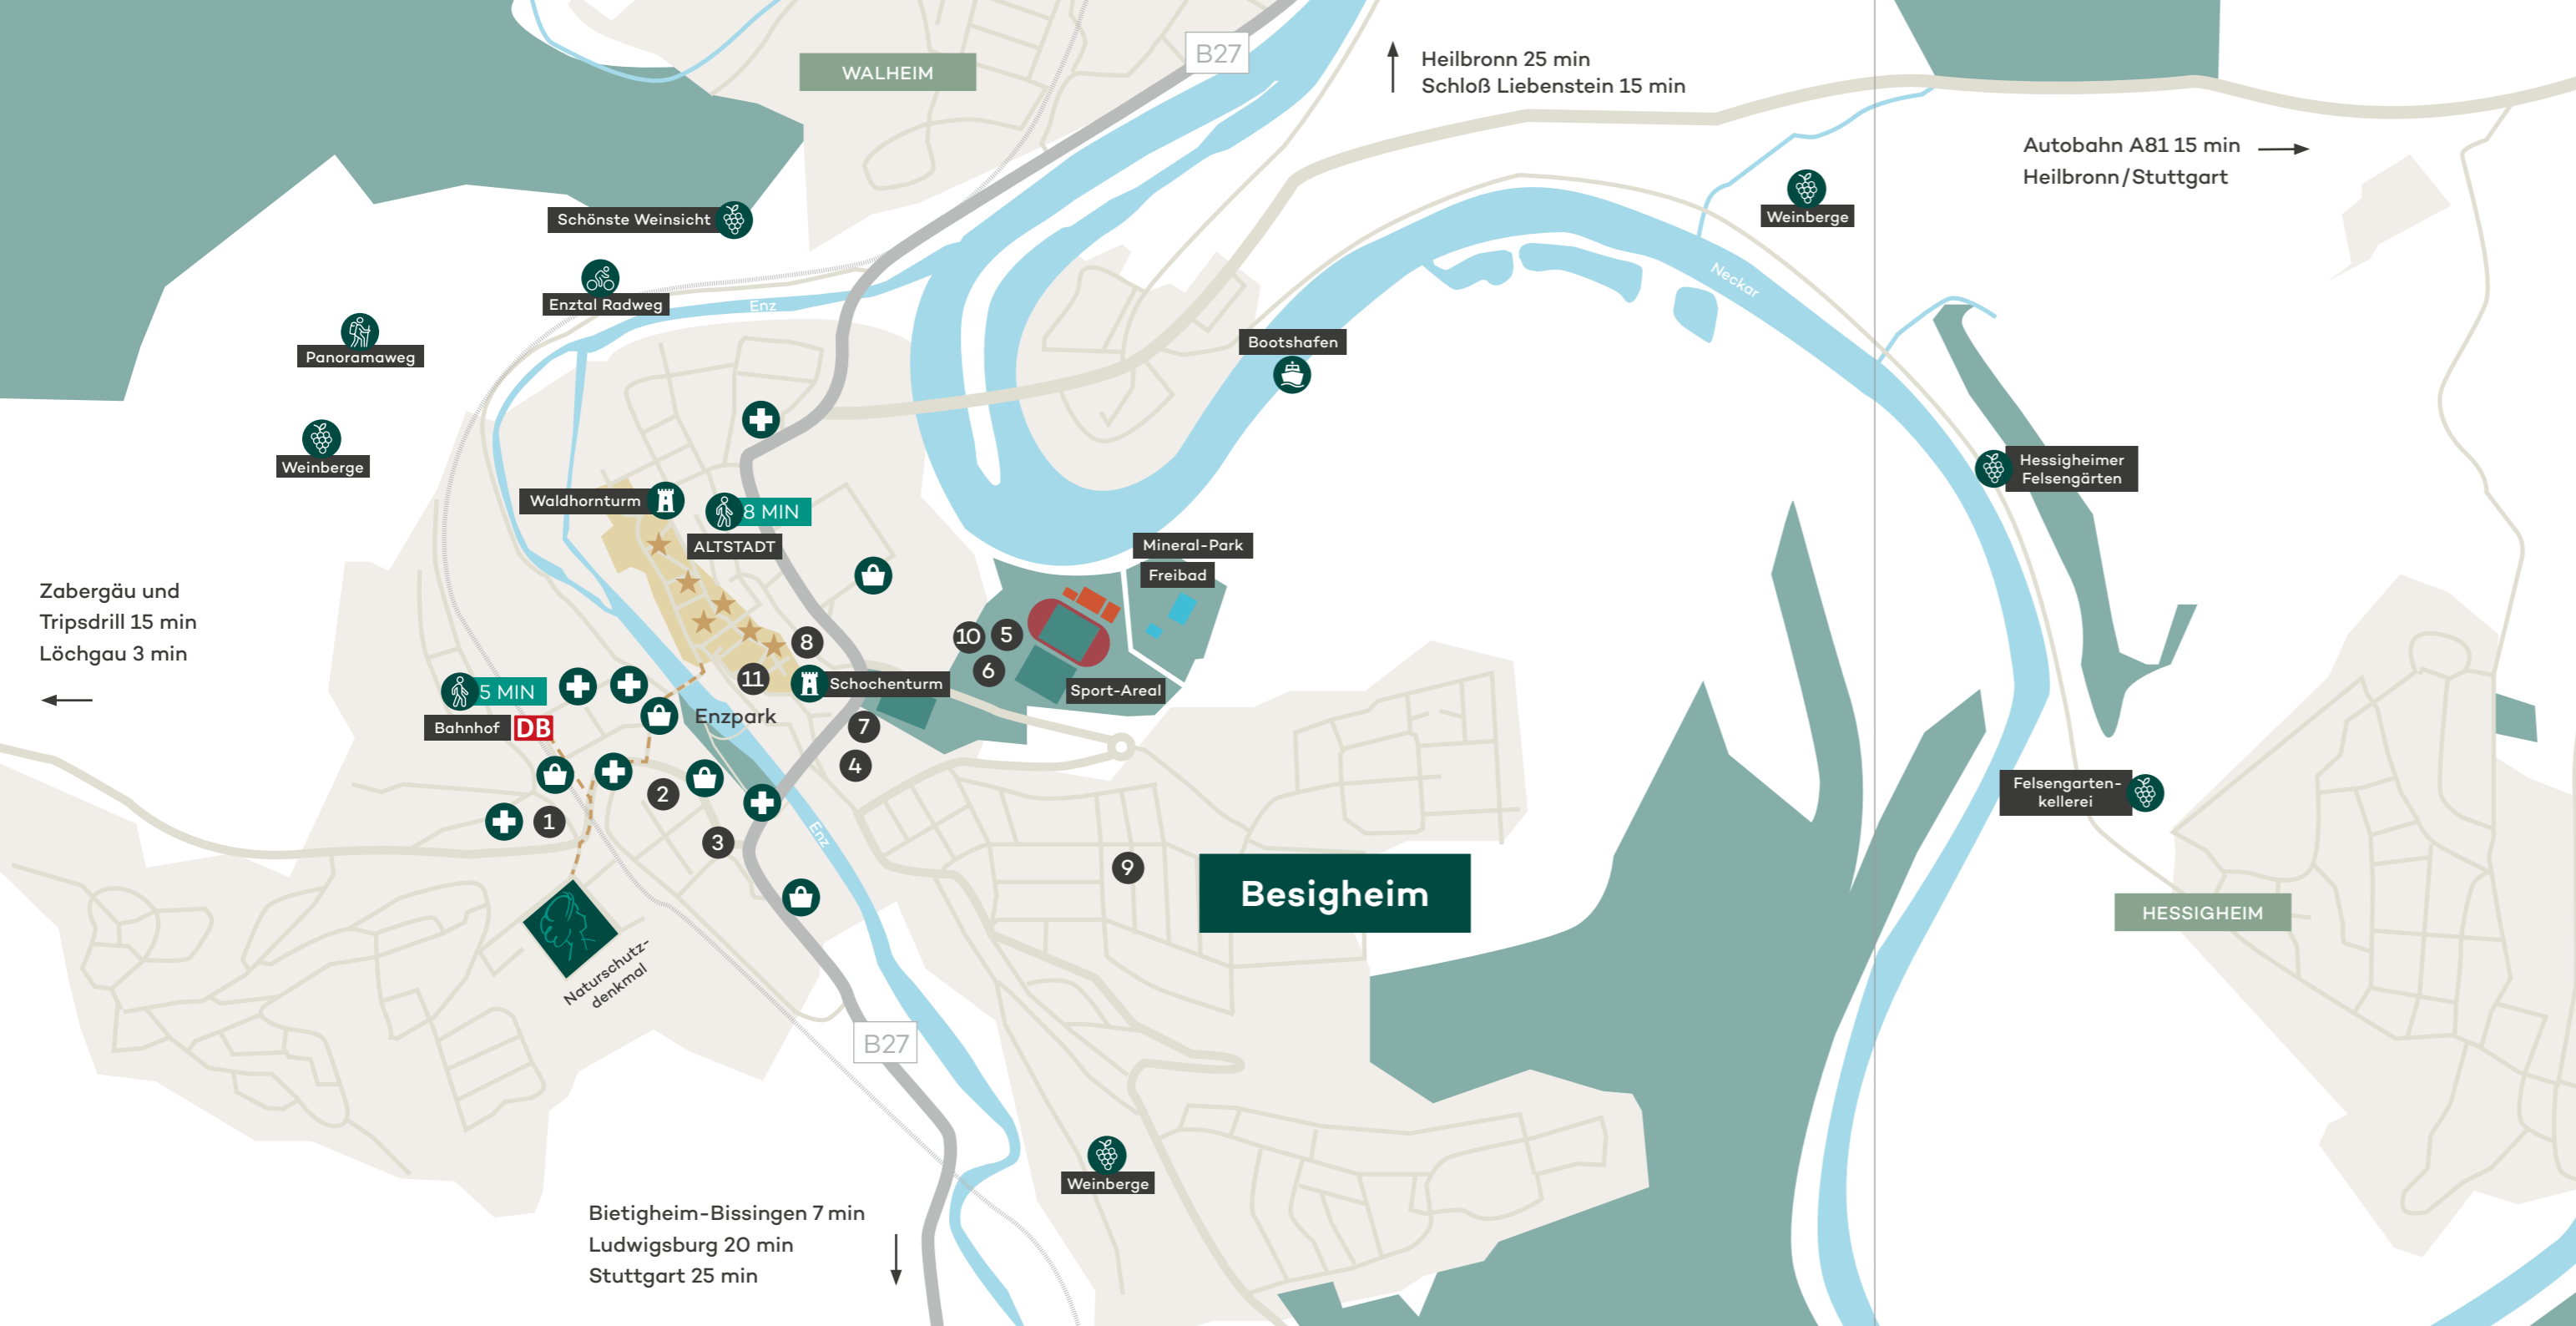 WALHEIM
B27
Heilbronn 25 min
Schloß Liebenstein 15 min
Autobahn A81 15 min
Heilbronn/Stuttgart
Schönste Weinsicht
Weinberge
Enztal Radweg
Enz
Neckar
Panoramaweg
Bootshafen
Weinberge
Hessigheimer
Felsengärten
Waldhornturm
8 MIN
ALTSTADT
Mineral-Park
Freibad
Zabergäu und
Tripsdrill 15 min
Löchgau 3 min
10
5
8
6
11
Schochenturm
Sport-Areal
5 MIN
Bahnhof DB
Enzpark
7
4
2
1
3
Enz
9
Felsengarten-
kellerei
Besigheim
HESSIGHEIM
Naturschutz-
denkmal
B27
Weinberge
Bietigheim-Bissingen 7 min
Ludwigsburg 20 min
Stuttgart 25 min